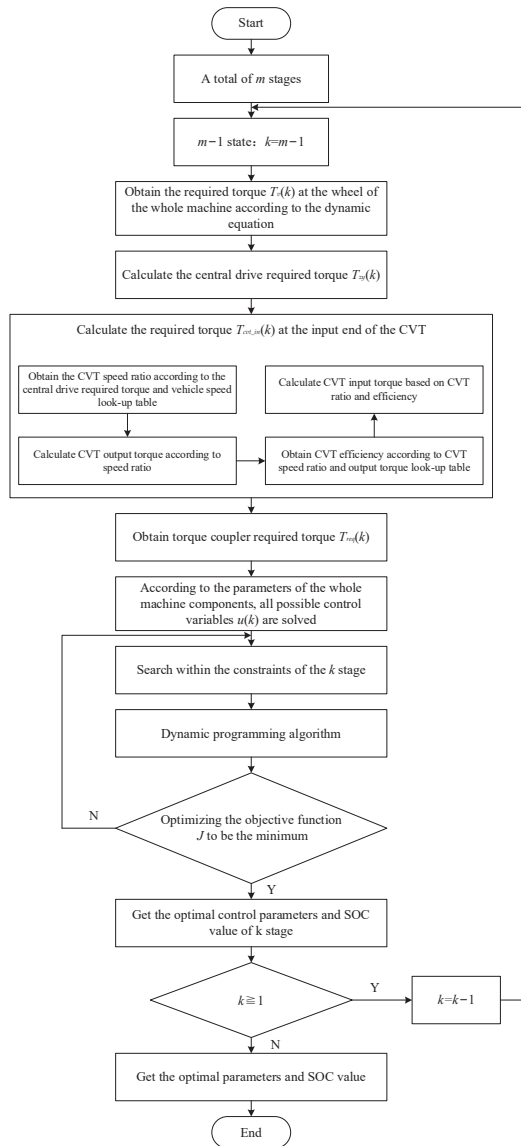 Start
A total of m stages
m−1 state：k=m−1
Obtain the required torque Tr(k) at the wheel of
the whole machine according to the dynamic
equation
Calculate the central drive required torque Tzq(k)
Calculate the required torque Tcvt_in(k) at the input end of the CVT
Obtain the CVT speed ratio according to the
central drive required torque and vehicle speed
look-up table
Calculate CVT output torque according to
speed ratio
Obtain CVT efficiency according to CVT
speed ratio and output torque look-up table
Calculate CVT input torque based on CVT
ratio and efficiency
Obtain torque coupler required torque Treq(k)
According to the parameters of the whole
machine components, all possible control
variables u(k) are solved
Search within the constraints of the k stage
Dynamic programming algorithm
Optimizing the objective function
J to be the minimum
N
Y
Get the optimal control parameters and SOC
value of k stage
k≧1
Y
k=k−1
N
Get the optimal parameters and SOC value
End